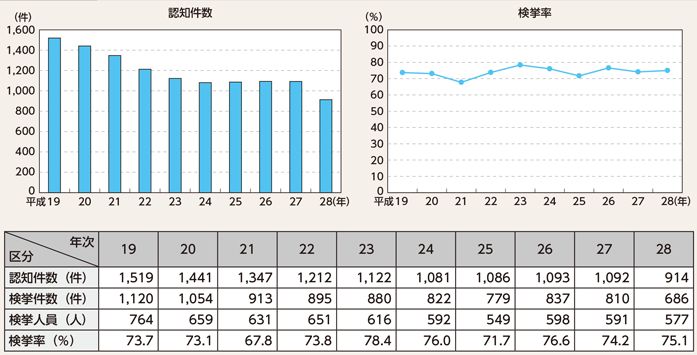 認知件数
(件)
1,600
1,400
1,200
1,000
800
600
400
200
0
平成19 20 21 22 23 24 25 26 27 28(年)
検挙率
(%)
100
90
80
70
60
50
40
30
20
10
0
平成19 20 21 22 23 24 25 26 27 28(年)
年次
区分 19 20 21 22 23 24 25 26 27 28
認知件数（件） 1,519 1,441 1,347 1,212 1,122 1,081 1,086 1,093 1,092 914
検挙件数（件） 1,120 1,054 913 895 880 822 779 837 810 686
検挙人員（人） 764 659 631 651 616 592 549 598 591 577
検挙率（%） 73.7 73.1 67.8 73.8 78.4 76.0 71.7 76.6 74.2 75.1